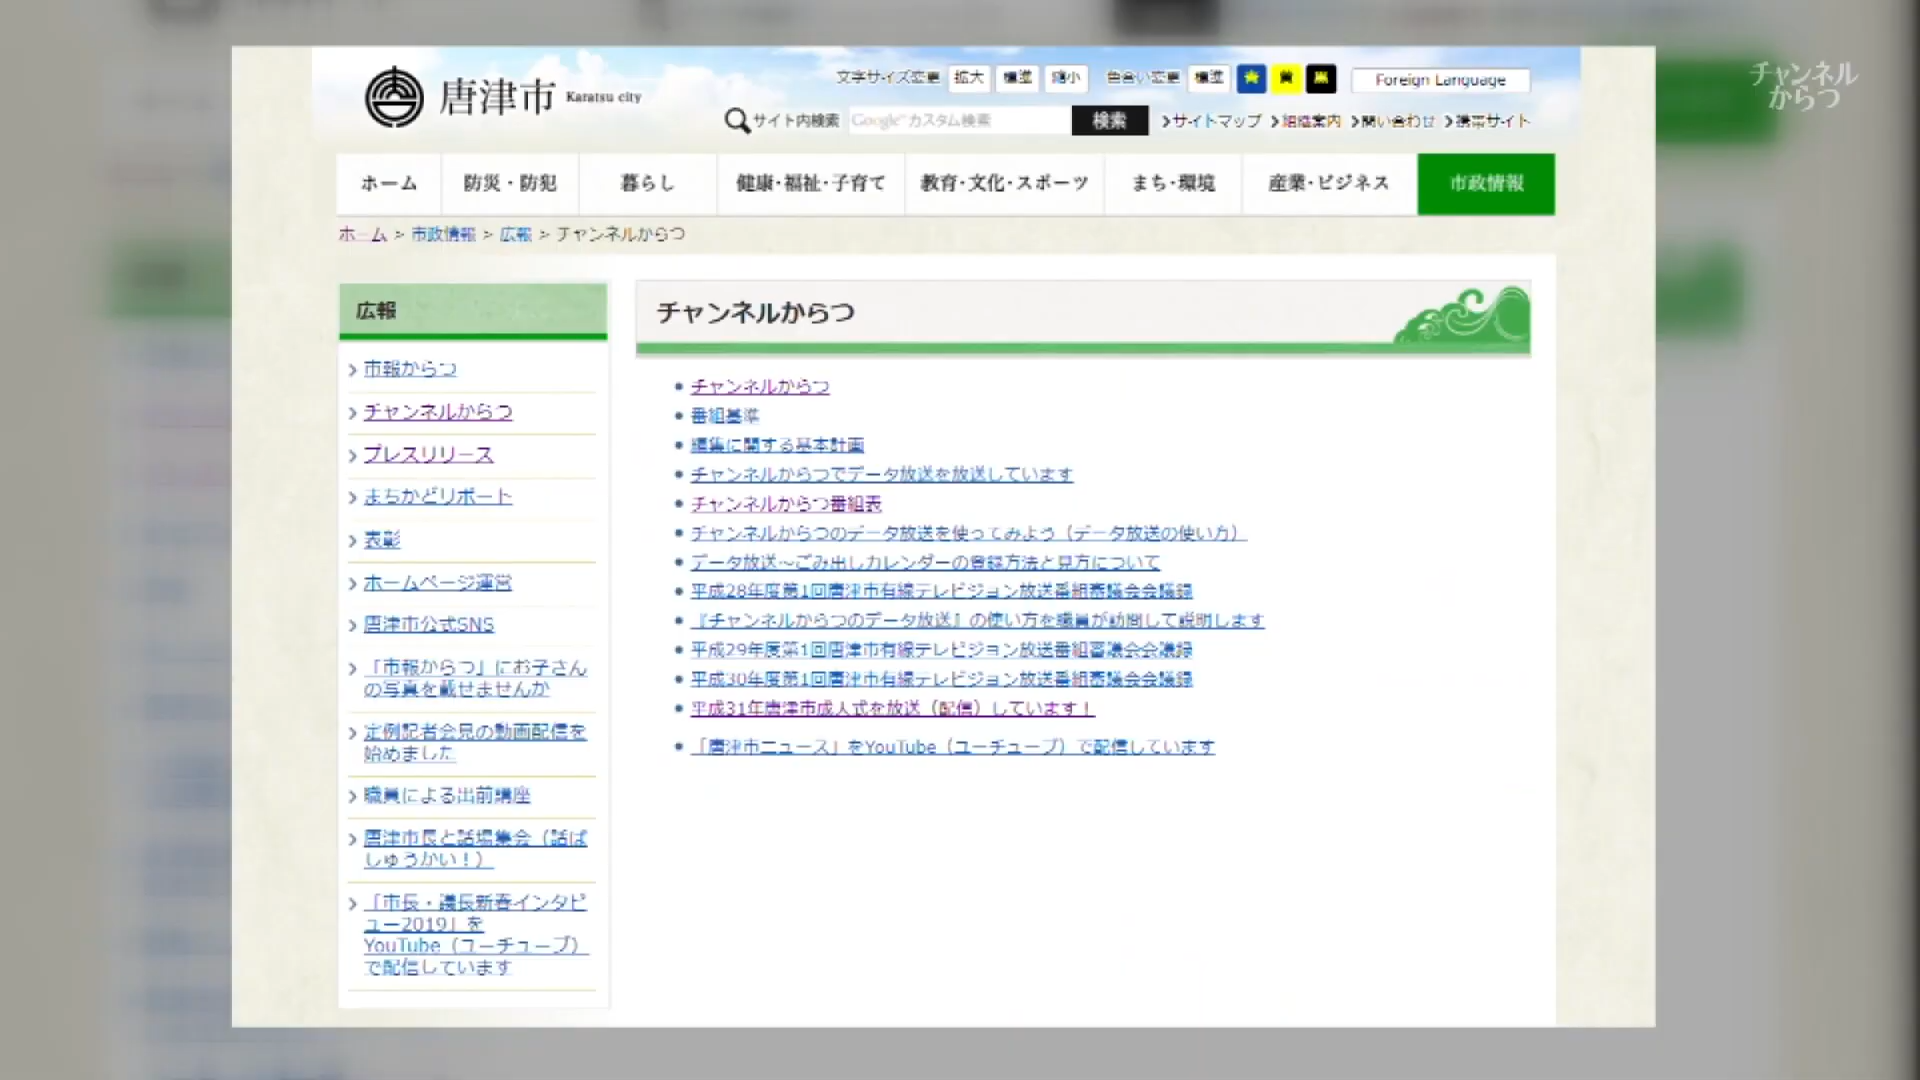 チャンネル
からつ
唐津市 Karatsu city
文字サイズ変更 拡大 標準 縮小 色合い変更 標準 青 黄 黒 Foreign Language
サイト内検索 Google カスタム検索 検索 サイトマップ 組織案内 問い合わせ 携帯サイト
ホーム 防災・防犯 暮らし 健康・福祉・子育て 教育・文化・スポーツ まち・環境 産業・ビジネス 市政情報
ホーム > 市政情報 > 広報 > チャンネルからつ
広報
市報からつ
チャンネルからつ
プレスリリース
まちかどリポート
表彰
ホームページ運営
唐津市公式SNS
「市報からつ」にお子さん
の写真を載せませんか
定例記者会見の動画配信を
始めました
職員による出前講座
唐津市長と話場集会（話ば
しゅうかい！）
「市長・議長新春インタビ
ュー2019」を
YouTube（ユーチューブ）
で配信しています
チャンネルからつ
チャンネルからつ
番組基準
編集に関する基本計画
チャンネルからつでデータ放送を放送しています
チャンネルからつ番組表
チャンネルからつのデータ放送を使ってみよう（データ放送の使い方）
データ放送～ごみ出しカレンダーの登録方法と見方について
平成28年度第1回唐津市有線テレビジョン放送番組審議会会議録
『チャンネルからつのデータ放送』の使い方を職員が訪問して説明します
平成29年度第1回唐津市有線テレビジョン放送番組審議会会議録
平成30年度第1回唐津市有線テレビジョン放送番組審議会会議録
平成31年唐津市成人式を放送（配信）しています！
「唐津市ニュース」をYouTube（ユーチューブ）で配信しています